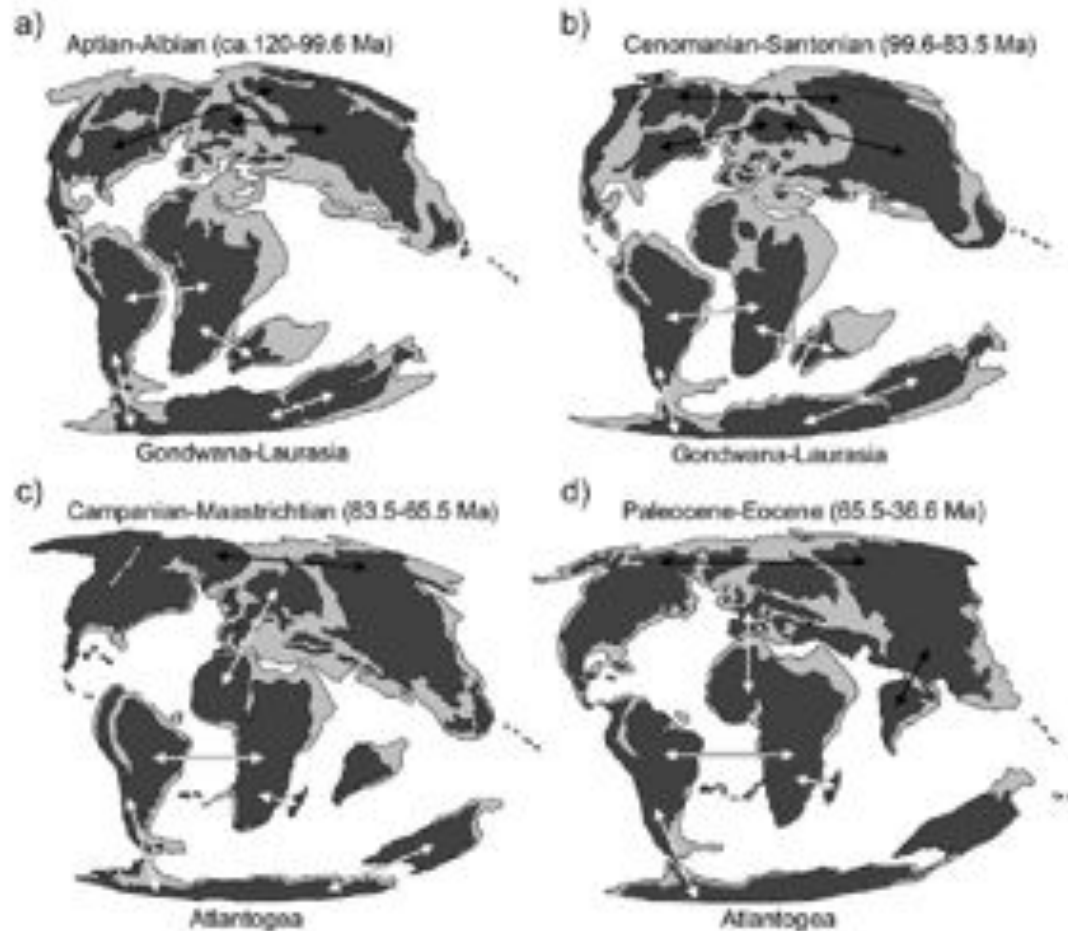 a)
Aptian-Albian (ca.120-99.6 Ma)
b)
Cenomanian-Santonian (99.6-83.5 Ma)
Gondwana-Laurasia
Gondwana-Laurasia
c)
Campanian-Maastrichtian (83.5-65.5 Ma)
d)
Paleocene-Eocene (65.5-36.6 Ma)
Atlantogea
Atlantogea